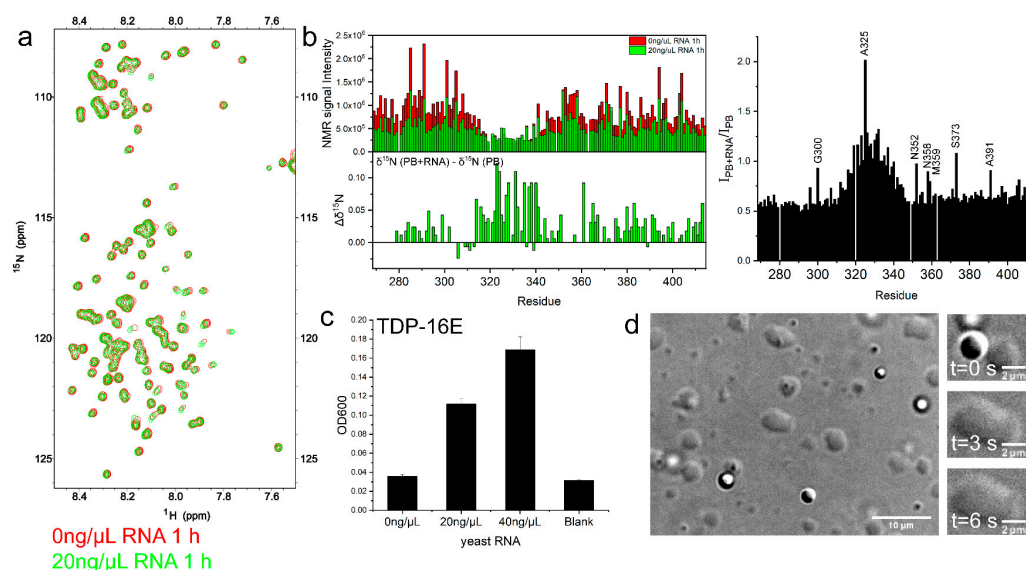 a
8.4 8.2 8.0 7.8 7.6
110
115
120
125
110
115
120
125
¹⁵N (ppm)
8.4 8.2 8.0 7.8 7.6
¹H (ppm)
0ng/µL RNA 1 h
20ng/µL RNA 1 h
b
2.5x10⁶
2.0x10⁶
1.5x10⁶
1.0x10⁶
5.0x10⁵
0.0
NMR signal Intensity
0ng/µL RNA 1h
20ng/µL RNA 1h
δ¹⁵N (PB+RNA) - δ¹⁵N (PB)
0.10
0.05
0.00
Δδ¹⁵N
280 300 320 340 360 380 400
Residue
2.0
1.5
1.0
0.5
0.0
I PB+RNA/I PB
G300
A325
N352
N358
M359
S373
A391
280 300 320 340 360 380 400
Residue
c
TDP-16E
0.20
0.18
0.16
0.14
0.12
0.10
0.08
0.06
0.04
0.02
0.00
OD600
0ng/µL 20ng/µL 40ng/µL Blank
yeast RNA
d
10 µm
t=0 s
2 µm
t=3 s
2 µm
t=6 s
2 µm